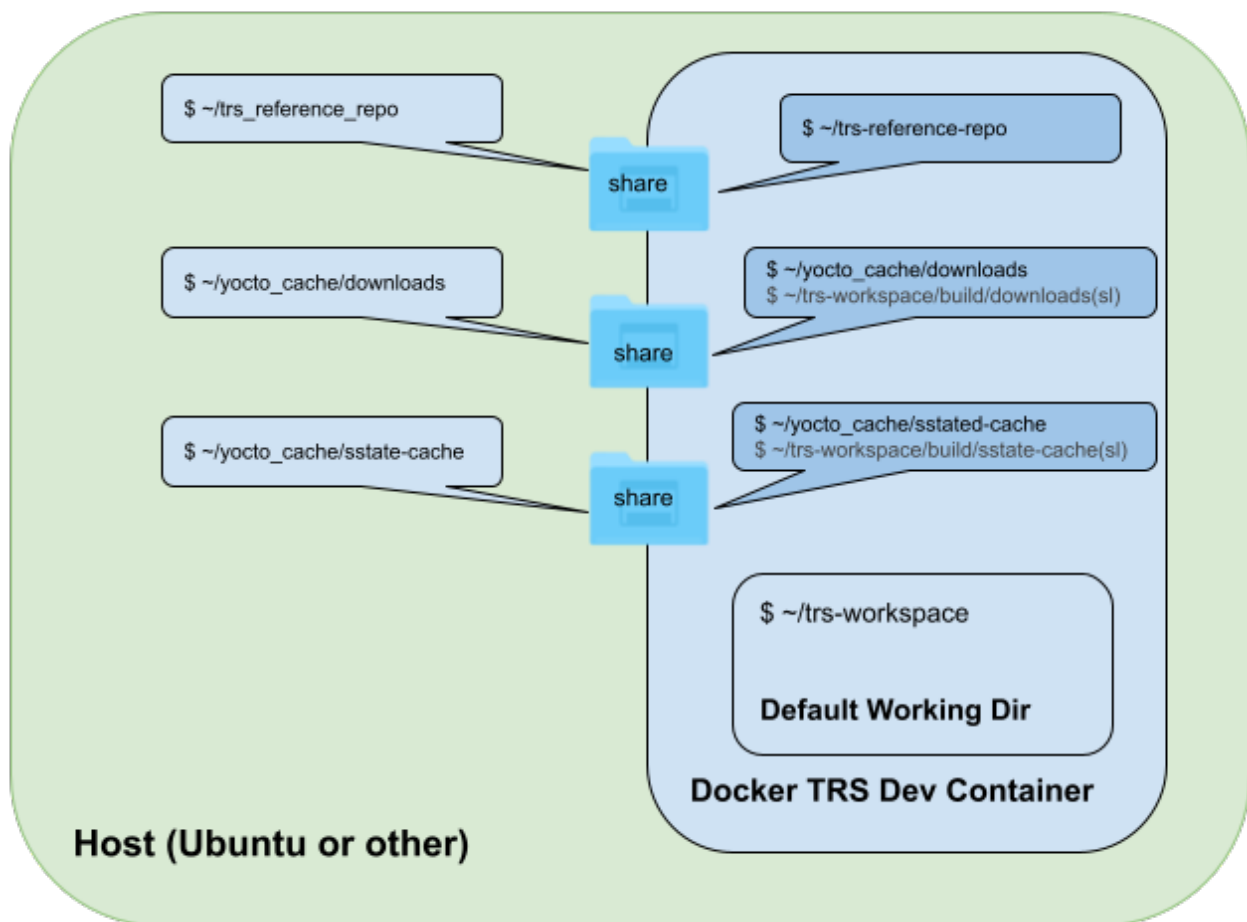 $ ~/trs_reference_repo
$ ~/trs-reference-repo
share
$ ~/yocto_cache/downloads
$ ~/yocto_cache/downloads
$ ~/trs-workspace/build/downloads(sl)
share
$ ~/yocto_cache/sstate-cache
$ ~/yocto_cache/sstated-cache
$ ~/trs-workspace/build/sstate-cache(sl)
share
$ ~/trs-workspace
Default Working Dir
Docker TRS Dev Container
Host (Ubuntu or other)